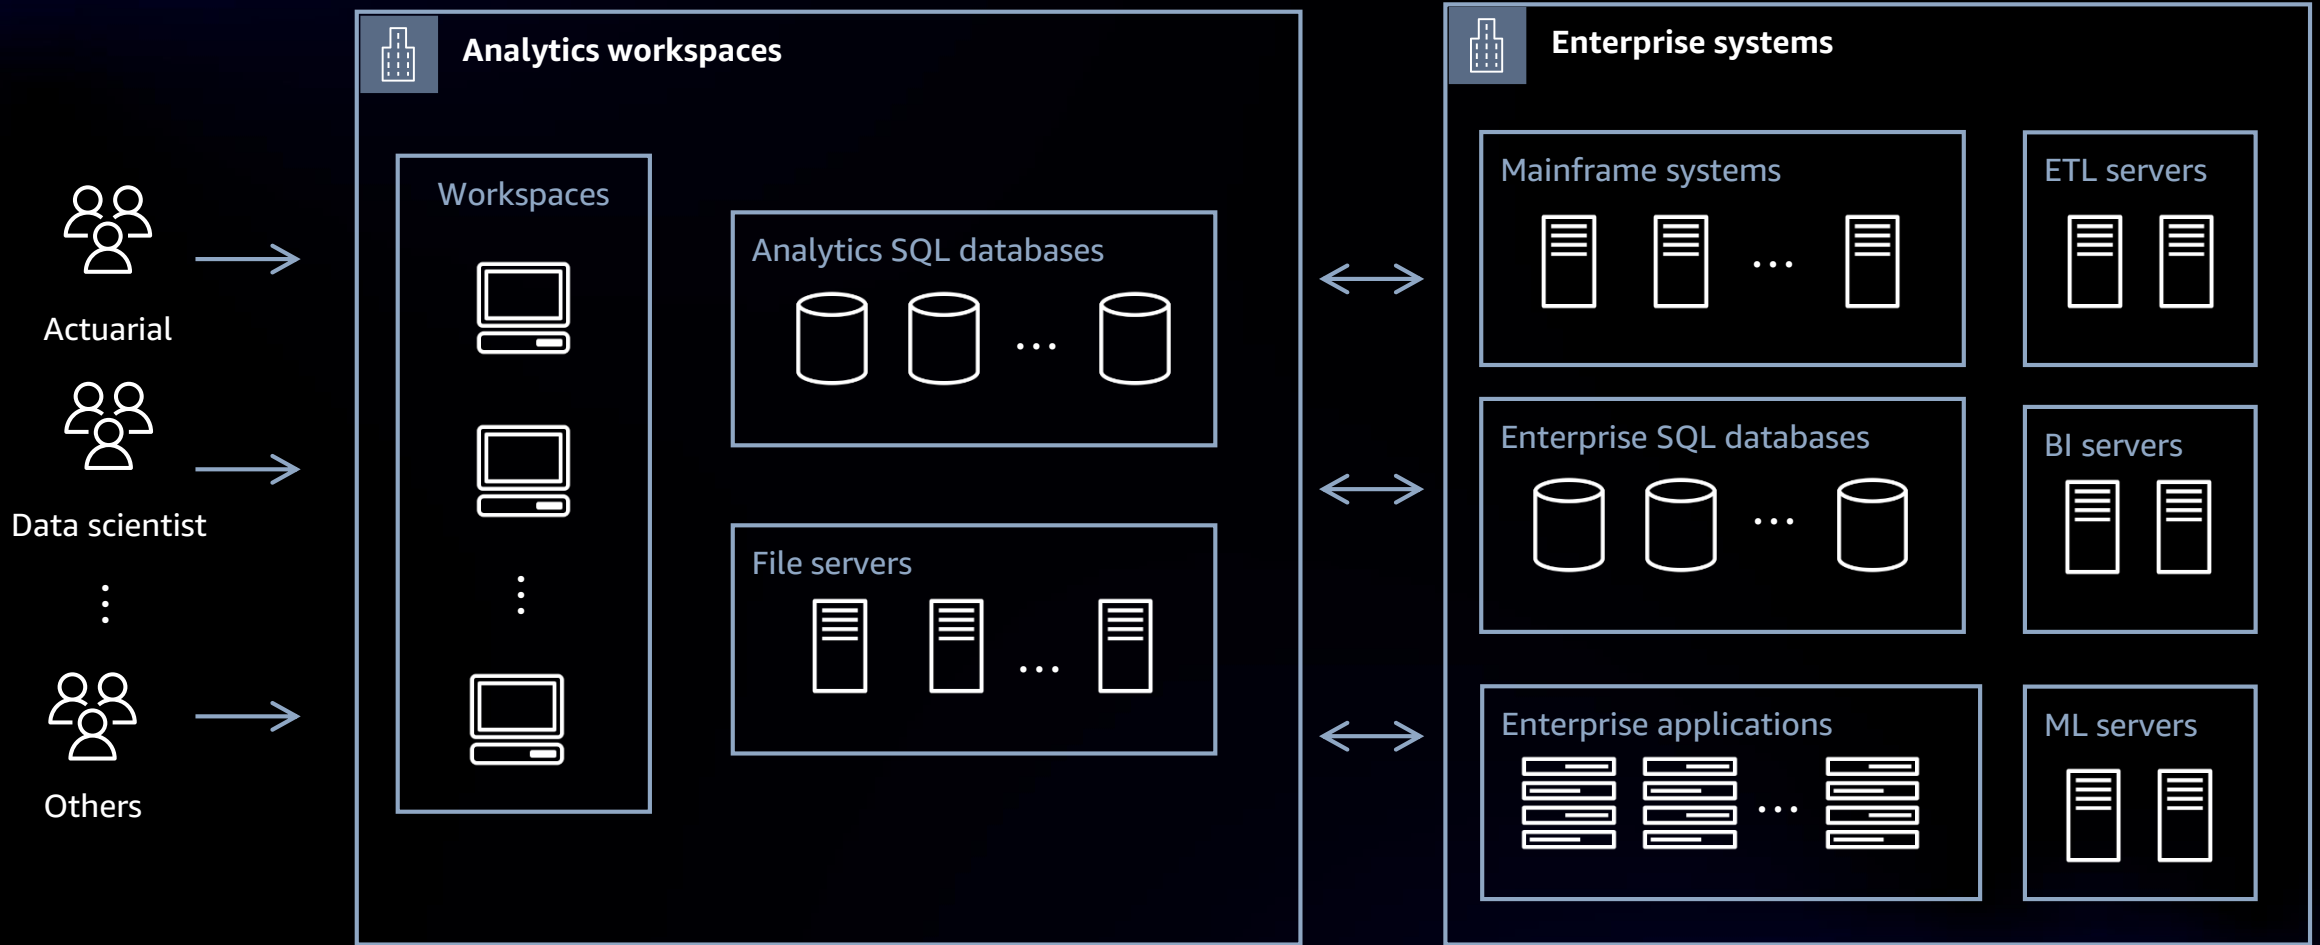 Analytics workspaces
Enterprise systems
Actuarial
Data scientist
Others
Workspaces
Analytics SQL databases
File servers
Mainframe systems
ETL servers
Enterprise SQL databases
BI servers
Enterprise applications
ML servers